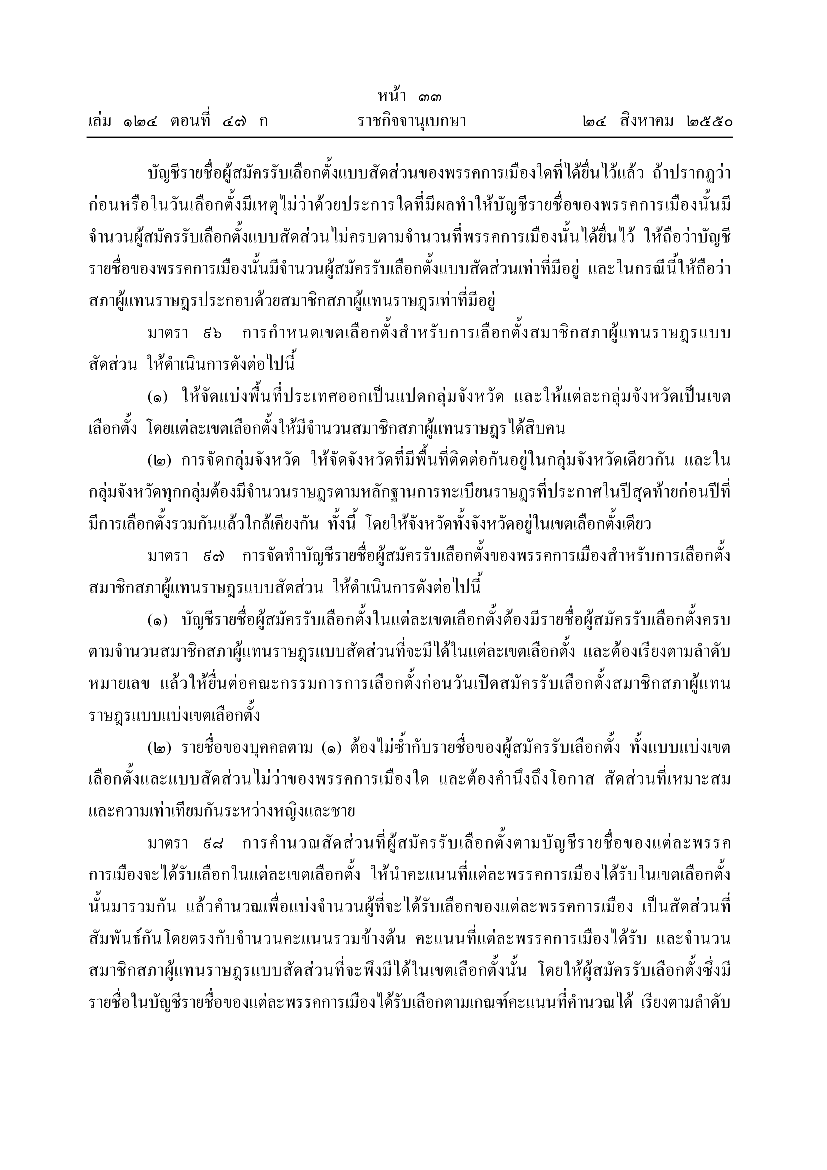 หน้า ๓๓
เล่ม ๑๒๔ ตอนที่ ๔๗ ก ราชกิจจานุเบกษา ๒๔ สิงหาคม ๒๕๕๐
บัญชีรายชื่อผู้สมัครรับเลือกตั้งแบบสัดส่วนของพรรคการเมืองใดที่ได้ยื่นไว้แล้ว ถ้าปรากฏว่า
ก่อนหรือในวันเลือกตั้งมีเหตุไม่ว่าด้วยประการใดที่มีผลทำให้บัญชีรายชื่อของพรรคการเมืองนั้นมี
จำนวนผู้สมัครรับเลือกตั้งแบบสัดส่วนไม่ครบตามจำนวนที่พรรคการเมืองนั้นได้ยื่นไว้ ให้ถือว่าบัญชี
รายชื่อของพรรคการเมืองนั้นมีจำนวนผู้สมัครรับเลือกตั้งแบบสัดส่วนเท่าที่มีอยู่ และในกรณีนี้ให้ถือว่า
สภาผู้แทนราษฎรประกอบด้วยสมาชิกสภาผู้แทนราษฎรเท่าที่มีอยู่
มาตรา ๙๖ การกำหนดเขตเลือกตั้งสำหรับการเลือกตั้งสมาชิกสภาผู้แทนราษฎรแบบ
สัดส่วน ให้ดำเนินการดังต่อไปนี้
(๑) ให้จัดแบ่งพื้นที่ประเทศออกเป็นแปดกลุ่มจังหวัด และให้แต่ละกลุ่มจังหวัดเป็นเขต
เลือกตั้ง โดยแต่ละเขตเลือกตั้งให้มีจำนวนสมาชิกสภาผู้แทนราษฎรได้สิบคน
(๒) การจัดกลุ่มจังหวัด ให้จัดจังหวัดที่มีพื้นที่ติดต่อกันอยู่ในกลุ่มจังหวัดเดียวกัน และใน
กลุ่มจังหวัดทุกกลุ่มต้องมีจำนวนราษฎรตามหลักฐานการทะเบียนราษฎรที่ประกาศในปีสุดท้ายก่อนปีที่
มีการเลือกตั้งรวมกันแล้วใกล้เคียงกัน ทั้งนี้ โดยให้จังหวัดทั้งจังหวัดอยู่ในเขตเลือกตั้งเดียว
มาตรา ๙๗ การจัดทำบัญชีรายชื่อผู้สมัครรับเลือกตั้งของพรรคการเมืองสำหรับการเลือกตั้ง
สมาชิกสภาผู้แทนราษฎรแบบสัดส่วน ให้ดำเนินการดังต่อไปนี้
(๑) บัญชีรายชื่อผู้สมัครรับเลือกตั้งในแต่ละเขตเลือกตั้งต้องมีรายชื่อผู้สมัครรับเลือกตั้งครบ
ตามจำนวนสมาชิกสภาผู้แทนราษฎรแบบสัดส่วนที่จะมีได้ในแต่ละเขตเลือกตั้ง และต้องเรียงตามลำดับ
หมายเลข แล้วให้ยื่นต่อคณะกรรมการการเลือกตั้งก่อนวันเปิดสมัครรับเลือกตั้งสมาชิกสภาผู้แทน
ราษฎรแบบแบ่งเขตเลือกตั้ง
(๒) รายชื่อของบุคคลตาม (๑) ต้องไม่ซ้ำกับรายชื่อของผู้สมัครรับเลือกตั้ง ทั้งแบบแบ่งเขต
เลือกตั้งและแบบสัดส่วนไม่ว่าของพรรคการเมืองใด และต้องคำนึงถึงโอกาส สัดส่วนที่เหมาะสม
และความเท่าเทียมกันระหว่างหญิงและชาย
มาตรา ๙๘ การคำนวณสัดส่วนที่ผู้สมัครรับเลือกตั้งตามบัญชีรายชื่อของแต่ละพรรค
การเมืองจะได้รับเลือกในแต่ละเขตเลือกตั้ง ให้นำคะแนนที่แต่ละพรรคการเมืองได้รับในเขตเลือกตั้ง
นั้นมารวมกัน แล้วคำนวณเพื่อแบ่งจำนวนผู้ที่จะได้รับเลือกของแต่ละพรรคการเมือง เป็นสัดส่วนที่
สัมพันธ์กันโดยตรงกับจำนวนคะแนนรวมข้างต้น คะแนนที่แต่ละพรรคการเมืองได้รับ และจำนวน
สมาชิกสภาผู้แทนราษฎรแบบสัดส่วนที่จะพึงมีได้ในเขตเลือกตั้งนั้น โดยให้ผู้สมัครรับเลือกตั้งซึ่งมี
รายชื่อในบัญชีรายชื่อของแต่ละพรรคการเมืองได้รับเลือกตามเกณฑ์คะแนนที่คำนวณได้ เรียงตามลำดับ